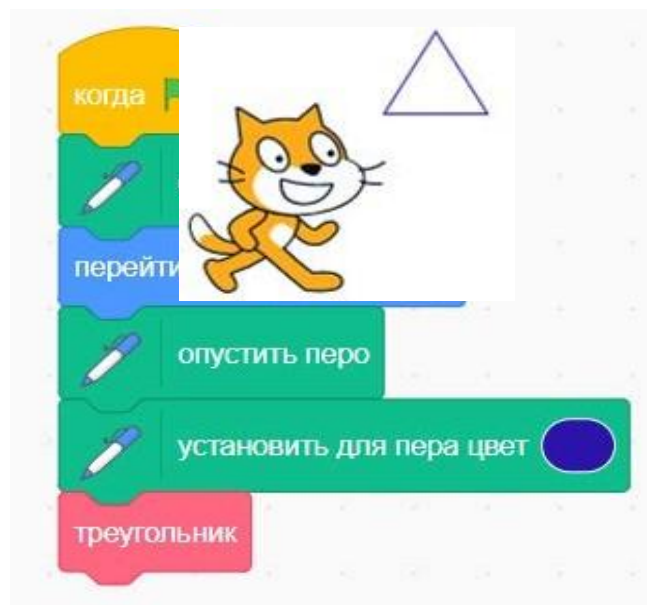 когда
перейти
опустить перо
установить для пера цвет
треугольник